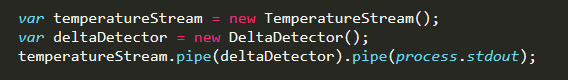 var temperatureStream = new TemperatureStream();
var deltaDetector = new DeltaDetector();
temperatureStream.pipe(deltaDetector).pipe(process.stdout);